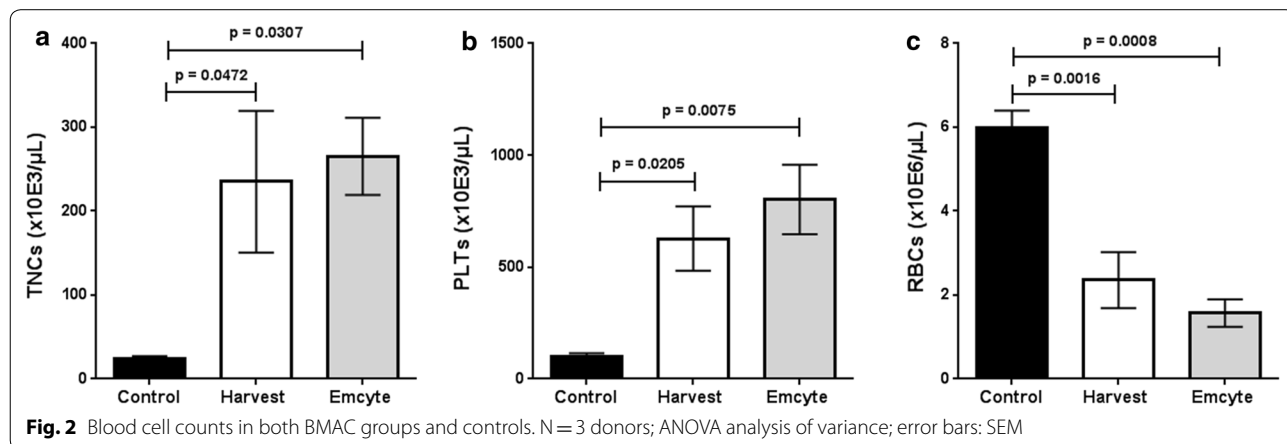 a
400
300
200
100
0
TNCs (x10E3/µL)
p = 0.0307
p = 0.0472
Control Harvest Emcyte
b
1500
1000
500
0
PLTs (x10E3/µL)
p = 0.0075
p = 0.0205
Control Harvest Emcyte
c
8
6
4
2
0
RBCs (x10E6/µL)
p = 0.0008
p = 0.0016
Control Harvest Emcyte
Fig. 2 Blood cell counts in both BMAC groups and controls. N = 3 donors; ANOVA analysis of variance; error bars: SEM